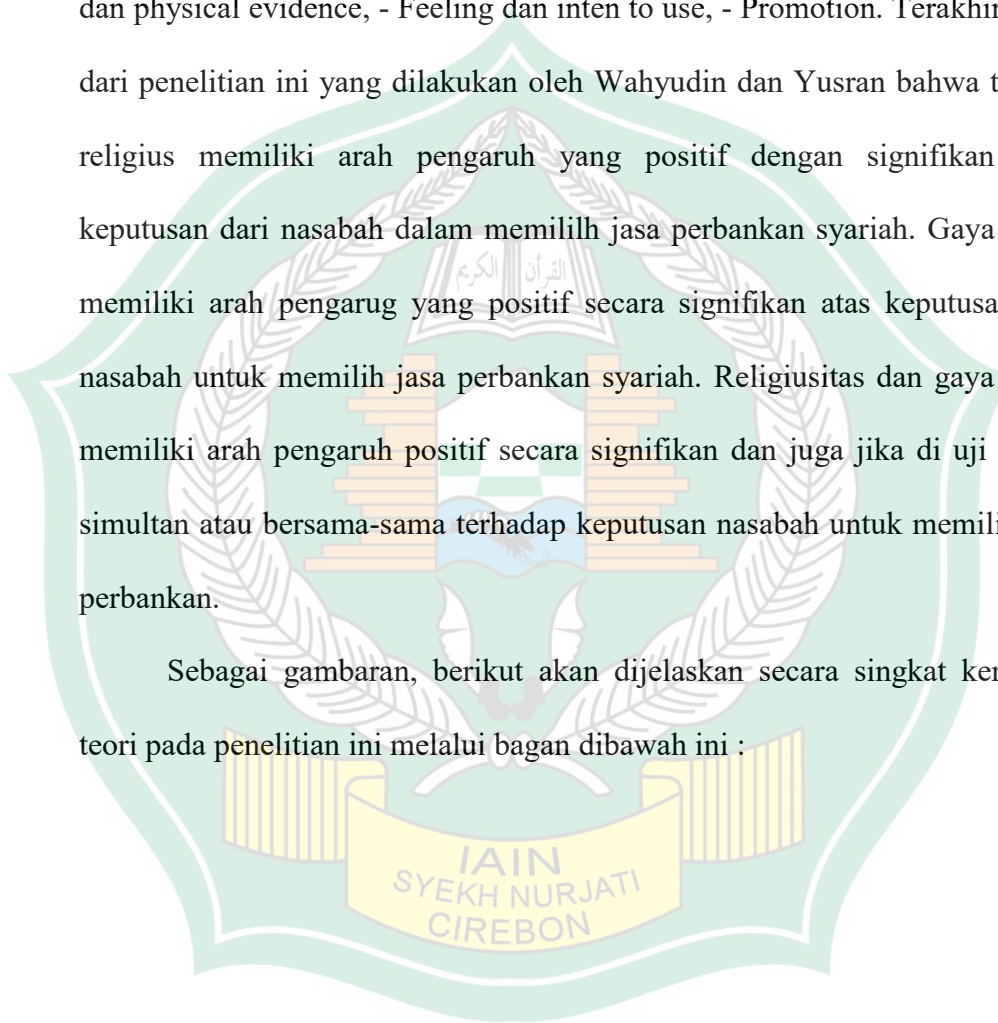 dan physical evidence, - Feeling dan inten to use, - Promotion. Terakhir
dari penelitian ini yang dilakukan oleh Wahyudin dan Yusran bahwa
religius memiliki arah pengaruh yang positif dengan signifikan
keputusan dari nasabah dalam memililh jasa perbankan syariah. Gaya
القرآن الكريم
memiliki arah pengarug yang positif secara signifikan atas
nasabah untuk memilih jasa perbankan syariah. Religiusitas dan gaya
memiliki arah pengaruh positif secara signifikan dan juga jika di uji
simultan atau bersama-sama terhadap keputusan nasabah untuk
perbankan.
Sebagai gambaran, berikut akan dijelaskan secara singkat
teori pada penelitian ini melalui bagan dibawah ini :
IAIN
SYEKH NURJATI
CIREBON